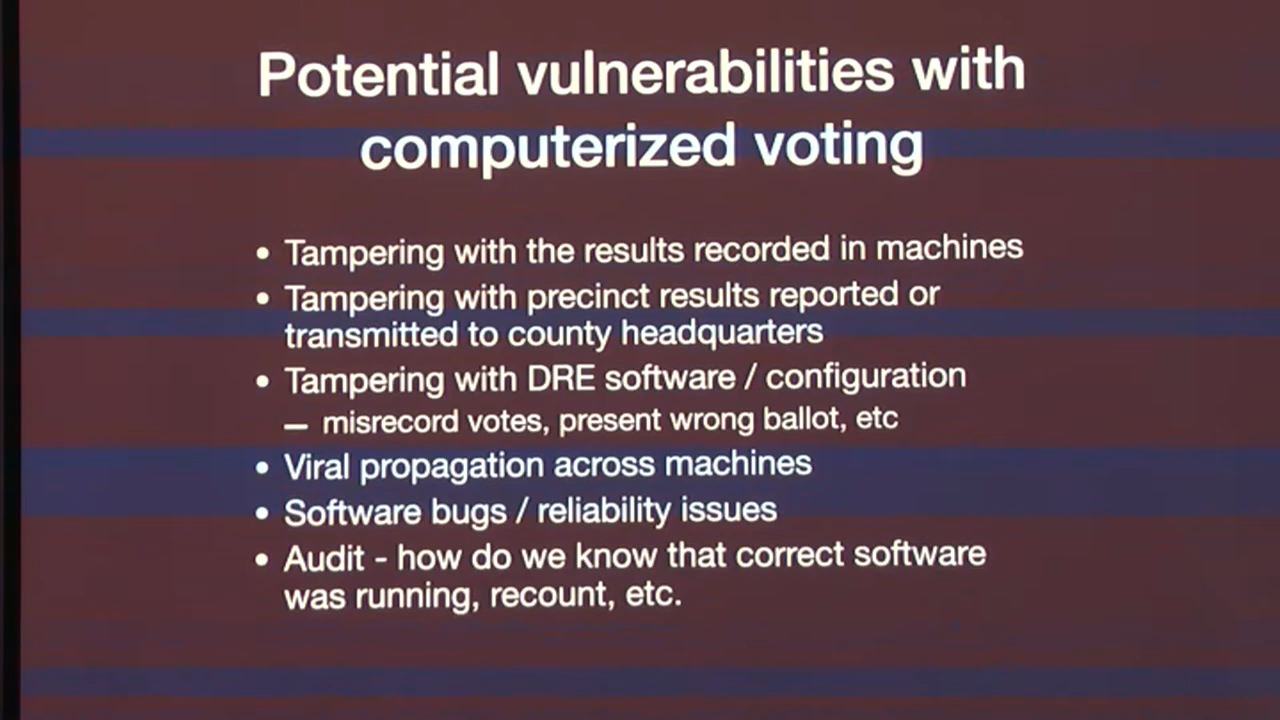 Potential vulnerabilities with
computerized voting
• Tampering with the results recorded in machines
• Tampering with precinct results reported or
transmitted to county headquarters
• Tampering with DRE software / configuration
— misrecord votes, present wrong ballot, etc
• Viral propagation across machines
• Software bugs / reliability issues
• Audit - how do we know that correct software
was running, recount, etc.